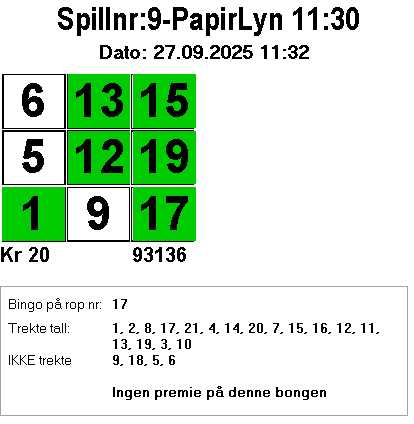 Spillnr:9-PapirLyn 11:30
Dato: 27.09.2025 11:32
6 13 15
5 12 19
1 9 17
Kr 20 93136
Bingo på rop nr: 17
Trekte tall: 1, 2, 8, 17, 21, 4, 14, 20, 7, 15, 16, 12, 11,
13, 19, 3, 10
IKKE trekte 9, 18, 5, 6
Ingen premie på denne bongen